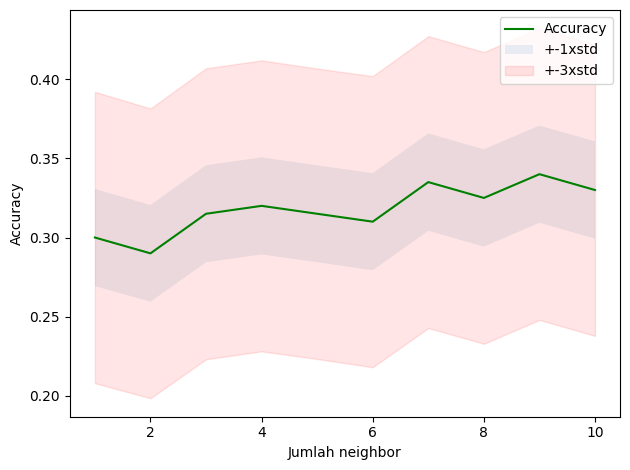 Accuracy
+-1xstd
+-3xstd
0.40
0.35
0.30
0.25
0.20
Accuracy
2 4 6 8 10
Jumlah neighbor